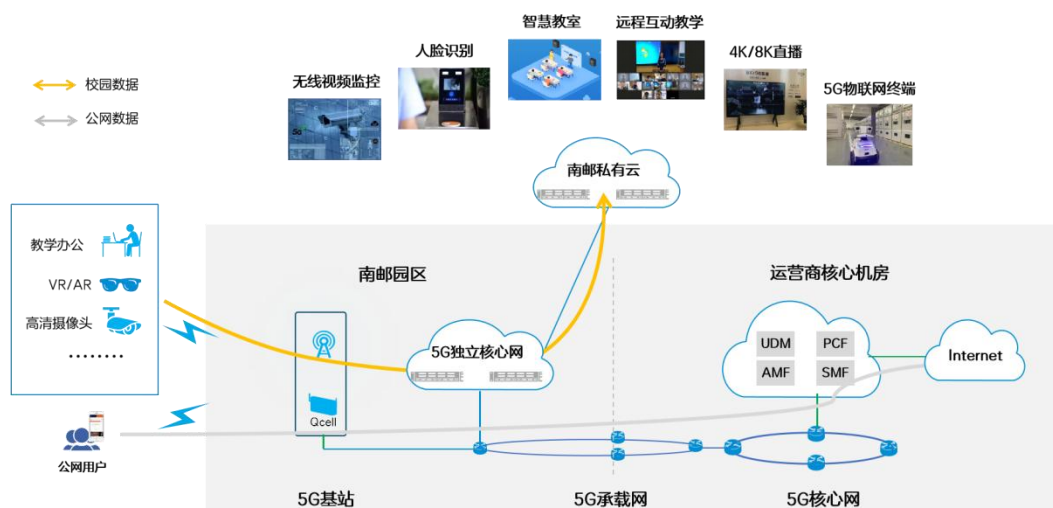 智慧教室
远程互动教学
人脸识别
4K/8K直播
无线视频监控
5G物联网终端
校园数据
公网数据
5G
南邮私有云
教学办公
VR/AR
高清摄像头
........
南邮园区
运营商核心机房
5G独立核心网
UDM
PCF
AMF
SMF
Internet
Qcell
公网用户
5G基站
5G承载网
5G核心网